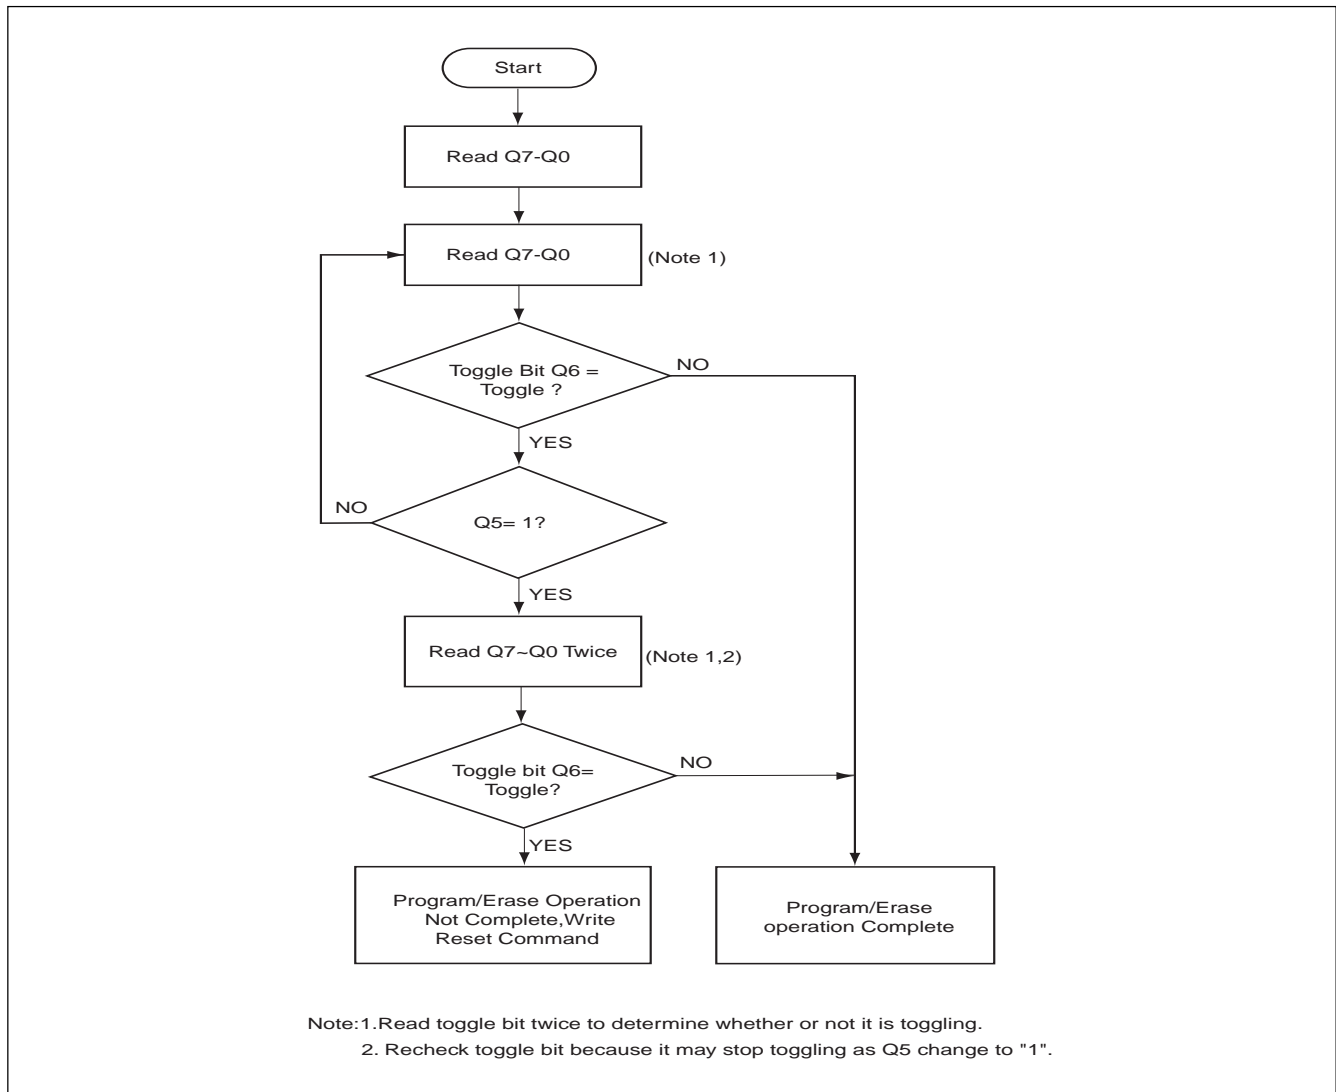 Start
Read Q7-Q0
Read Q7-Q0
(Note 1)
Toggle Bit Q6 =
Toggle ?
NO
YES
NO
Q5= 1?
YES
Read Q7~Q0 Twice
(Note 1,2)
Toggle bit Q6=
Toggle?
NO
YES
Program/Erase Operation
Not Complete,Write
Reset Command
Program/Erase
operation Complete
Note:1.Read toggle bit twice to determine whether or not it is toggling.
2. Recheck toggle bit because it may stop toggling as Q5 change to "1".